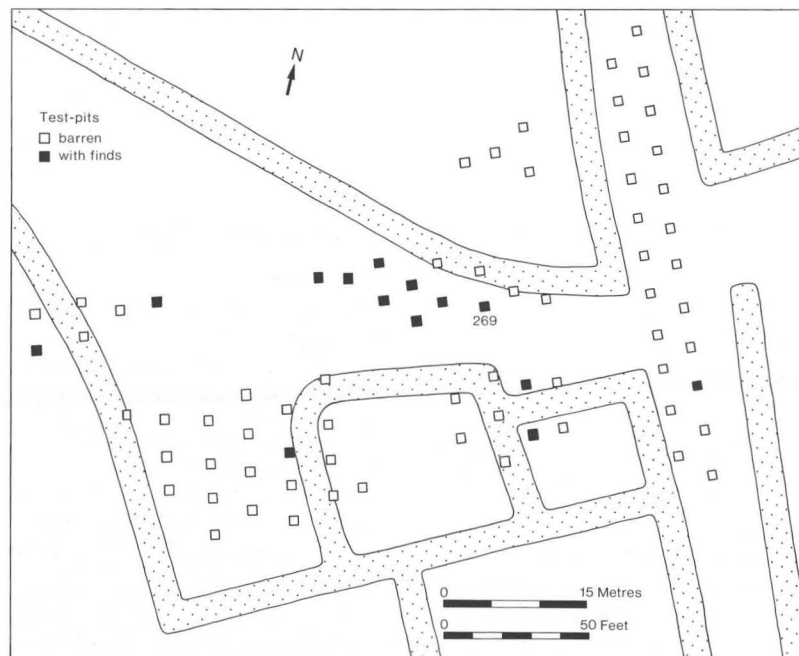 N
Test-pits
barren
with finds
269
0 15 Metres
0 50 Feet